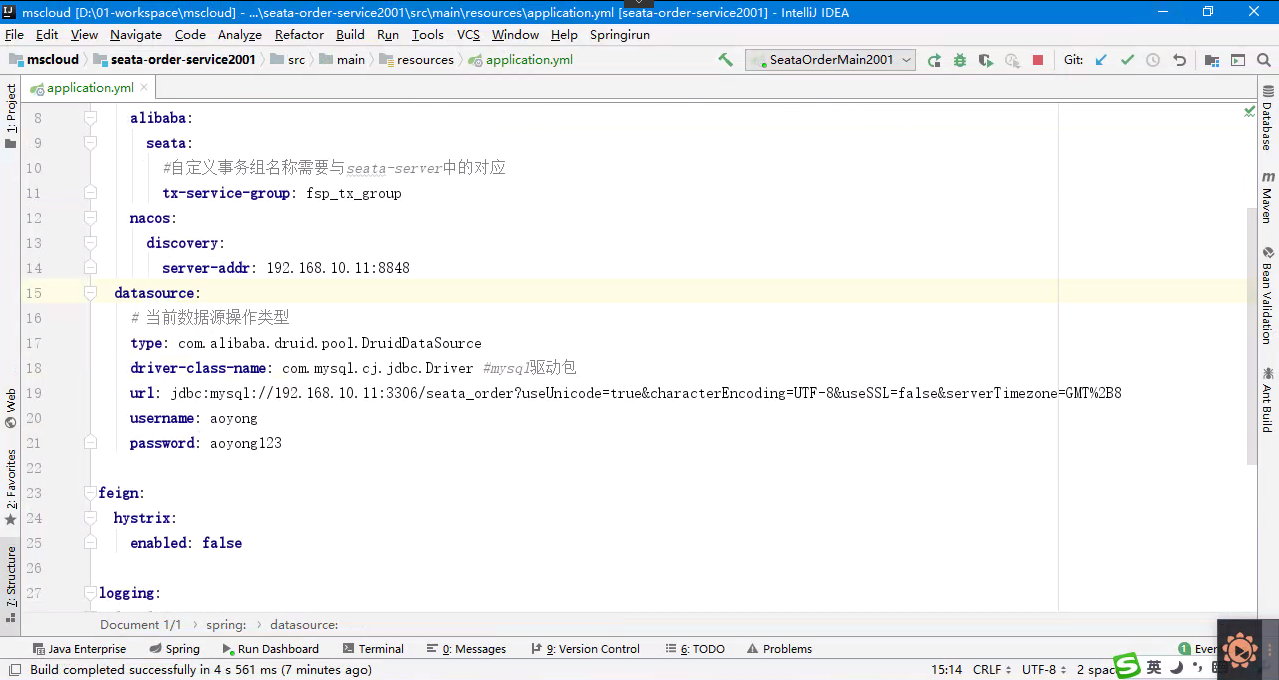 mscloud [D:\01-workspace\mscloud] - ...\seata-order-service2001\src\main\resources\application.yml [seata-order-service2001] - IntelliJ IDEA
File Edit View Navigate Code Analyze Refactor Build Run Tools VCS Window Help Springirun
mscloud seata-order-service2001 src main resources application.yml SeataOrderMain2001 Git:
application.yml
1: Project
8 alibaba:
9 seata:
10 #自定义事务组名称需要与seata-server中的对应
11 tx-service-group: fsp_tx_group
12 nacos:
13 discovery:
14 server-addr: 192.168.10.11:8848
15 datasource:
16 # 当前数据源操作类型
17 type: com.alibaba.druid.pool.DruidDataSource
18 driver-class-name: com.mysql.cj.jdbc.Driver #mysql驱动包
19 url: jdbc:mysql://192.168.10.11:3306/seata_order?useUnicode=true&characterEncoding=UTF-8&useSSL=false&serverTimezone=GMT%2B8
20 username: aoyong
21 password: aoyong123
22
23 feign:
24 hystrix:
25 enabled: false
26
27 logging:
Web
2: Favorites
7: Structure
Database
Maven
Bean Validation
Ant Build
Document 1/1 spring: datasource:
Java Enterprise Spring Run Dashboard Terminal 0: Messages 9: Version Control 6: TODO Problems 1 Ever
Build completed successfully in 4 s 561 ms (7 minutes ago) 15:14 CRLF UTF-8 2 spac 英